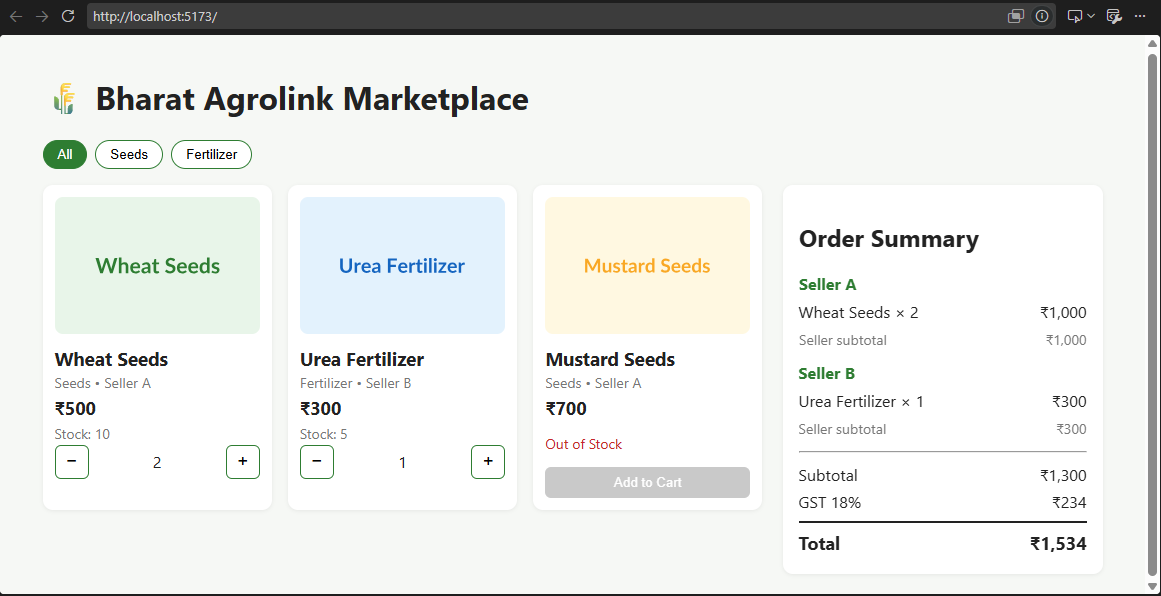 http://localhost:5173/
Bharat Agrolink Marketplace
All Seeds Fertilizer
Wheat Seeds
Wheat Seeds
Seeds • Seller A
₹500
Stock: 10
− 2 +
Urea Fertilizer
Urea Fertilizer
Fertilizer • Seller B
₹300
Stock: 5
− 1 +
Mustard Seeds
Mustard Seeds
Seeds • Seller A
₹700
Out of Stock
Add to Cart
Order Summary
Seller A
Wheat Seeds × 2 ₹1,000
Seller subtotal ₹1,000
Seller B
Urea Fertilizer × 1 ₹300
Seller subtotal ₹300
Subtotal ₹1,300
GST 18% ₹234
Total ₹1,534